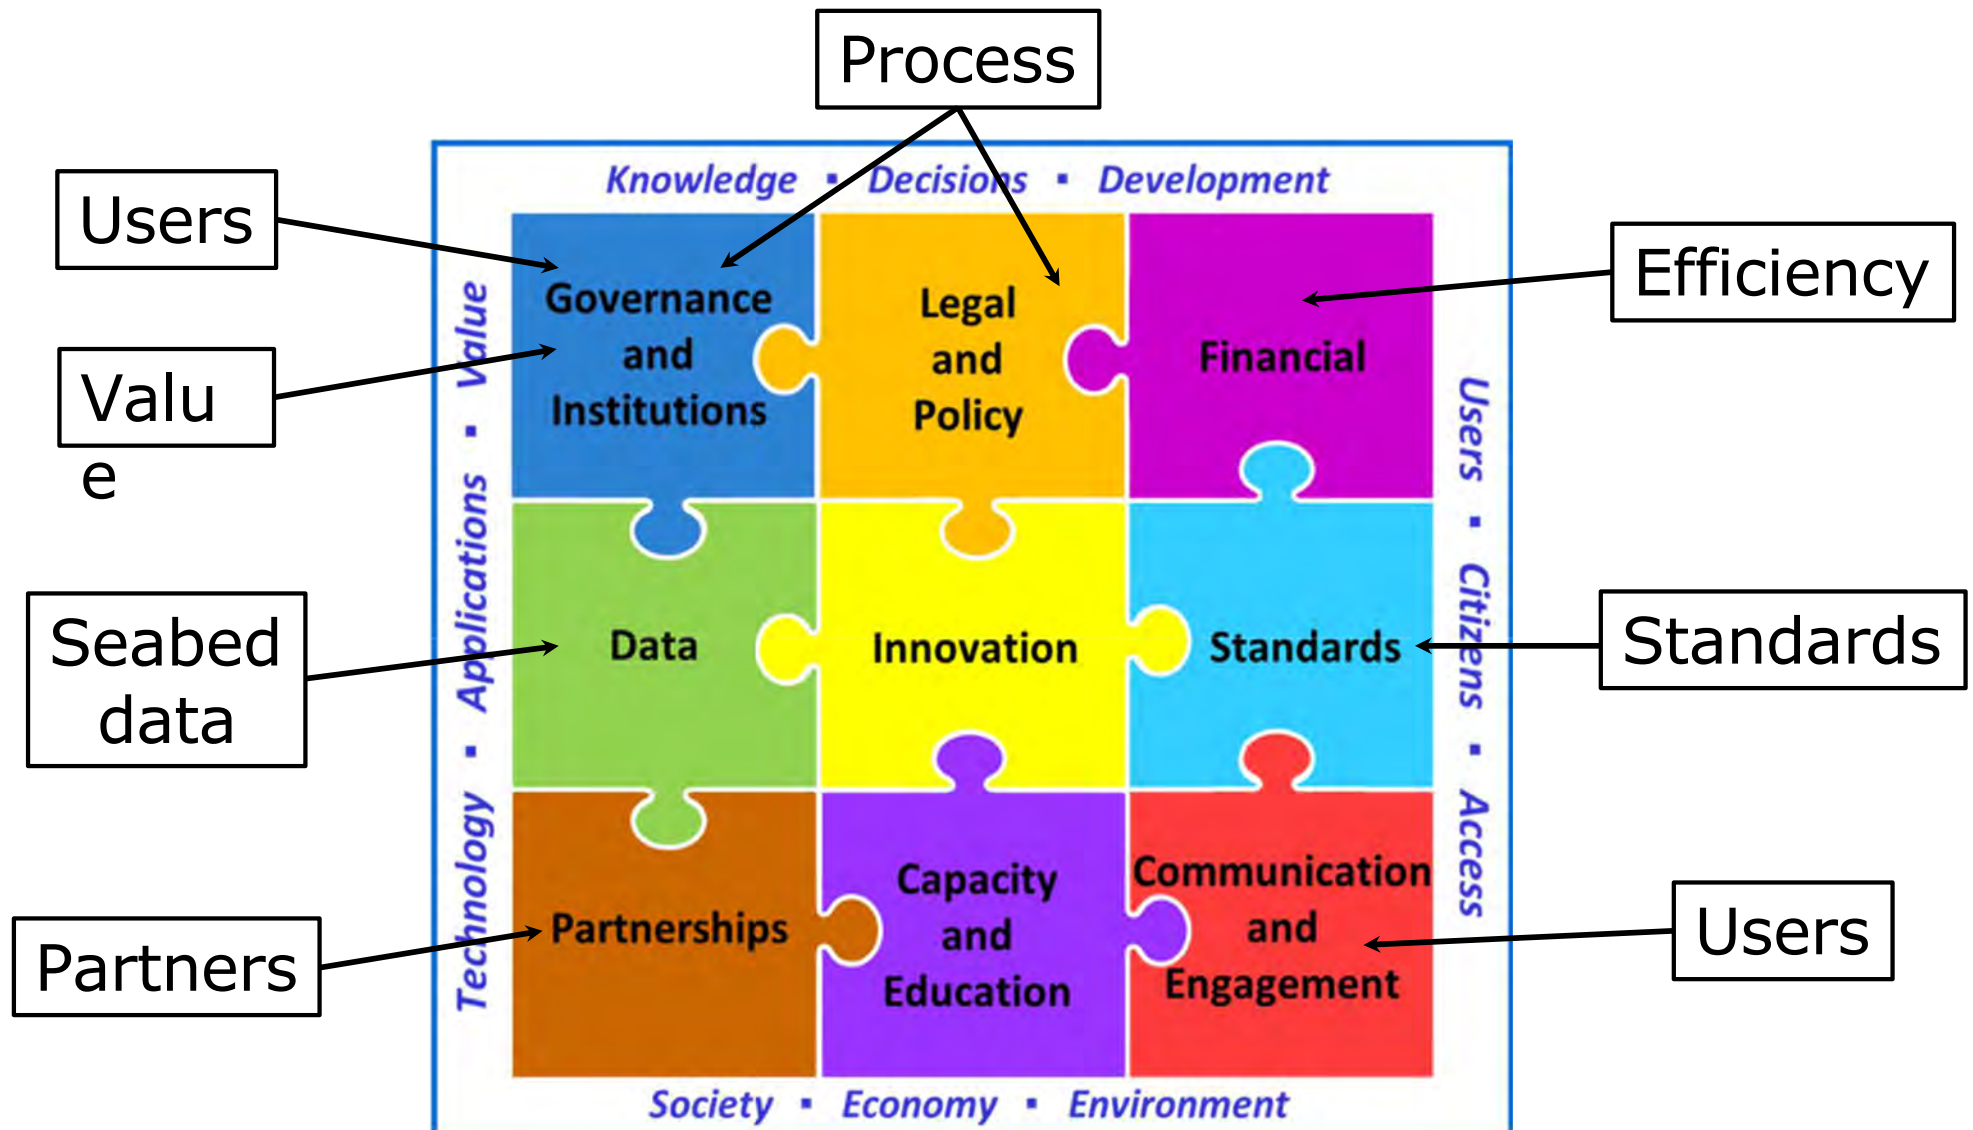 Process
Knowledge ▪ Decisions ▪ Development
Users
Valu
e
Seabed
data
Partners
Technology ▪ Applications ▪ Value
Governance
and
Institutions
Legal
and
Policy
Financial
Data
Innovation
Standards
Partnerships
Capacity
and
Education
Communication
and
Engagement
Users ▪ Citizens ▪ Access
Efficiency
Standards
Users
Society ▪ Economy ▪ Environment